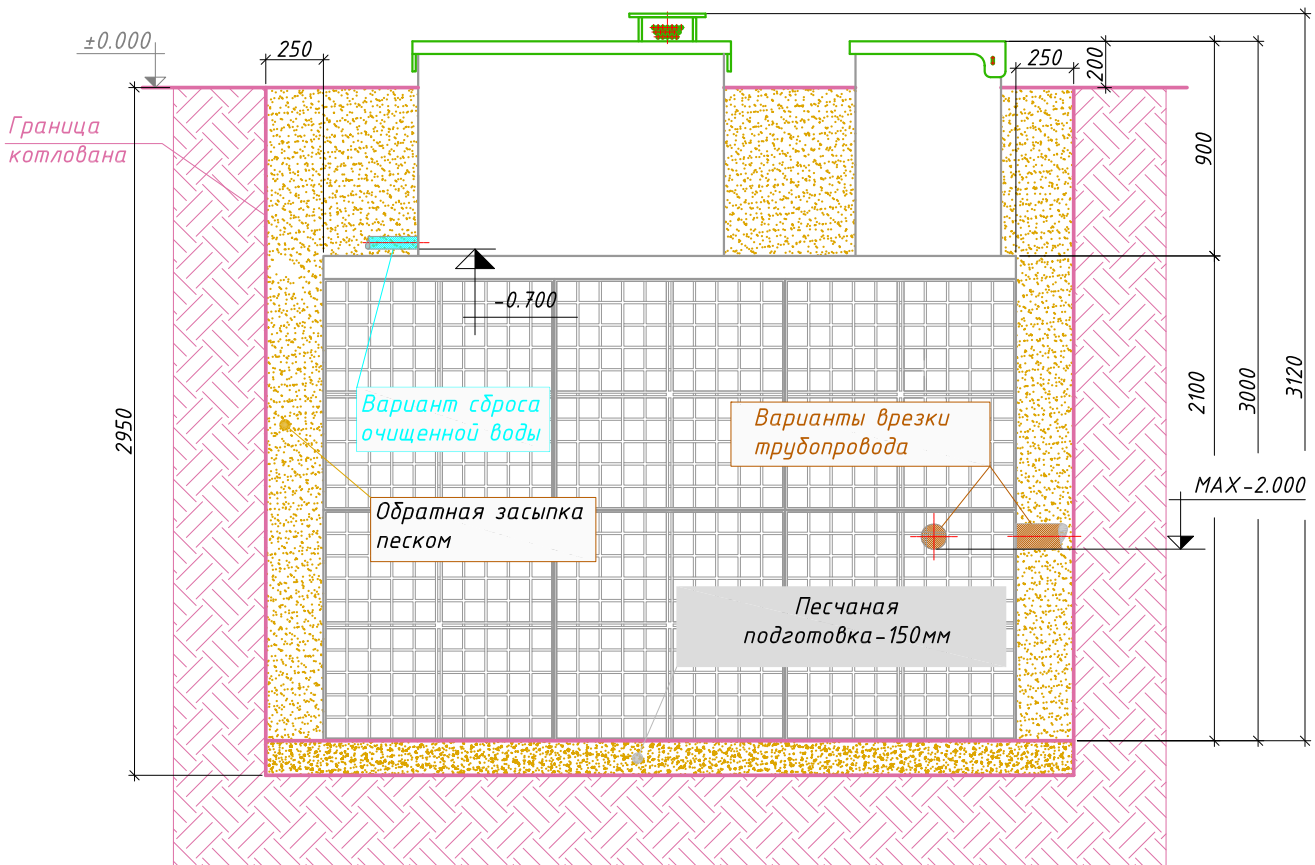 ±0.000
250
250
200
Граница
котлована
900
-0.700
2950
Вариант сброса
очищенной воды
Варианты врезки
трубопровода
2100
3000
3120
MAX-2.000
Обратная засыпка
песком
Песчаная
подготовка-150мм